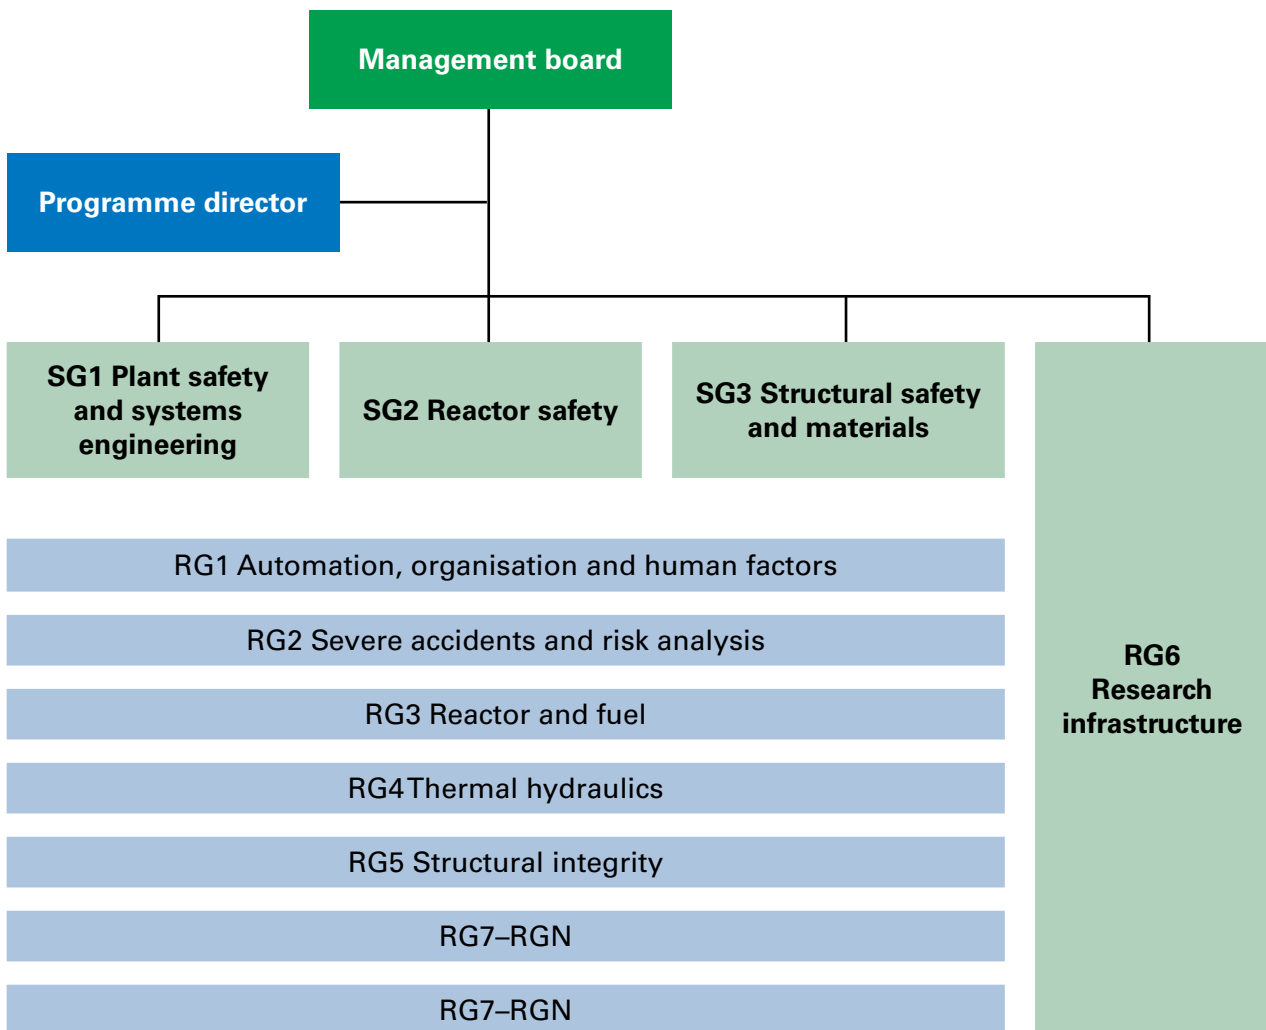 Management board
Programme director
SG1 Plant safety
and systems
engineering
SG2 Reactor safety
SG3 Structural safety
and materials
RG1 Automation, organisation and human factors
RG2 Severe accidents and risk analysis
RG3 Reactor and fuel
RG4 Thermal hydraulics
RG5 Structural integrity
RG7–RGN
RG7–RGN
RG6
Research
infrastructure